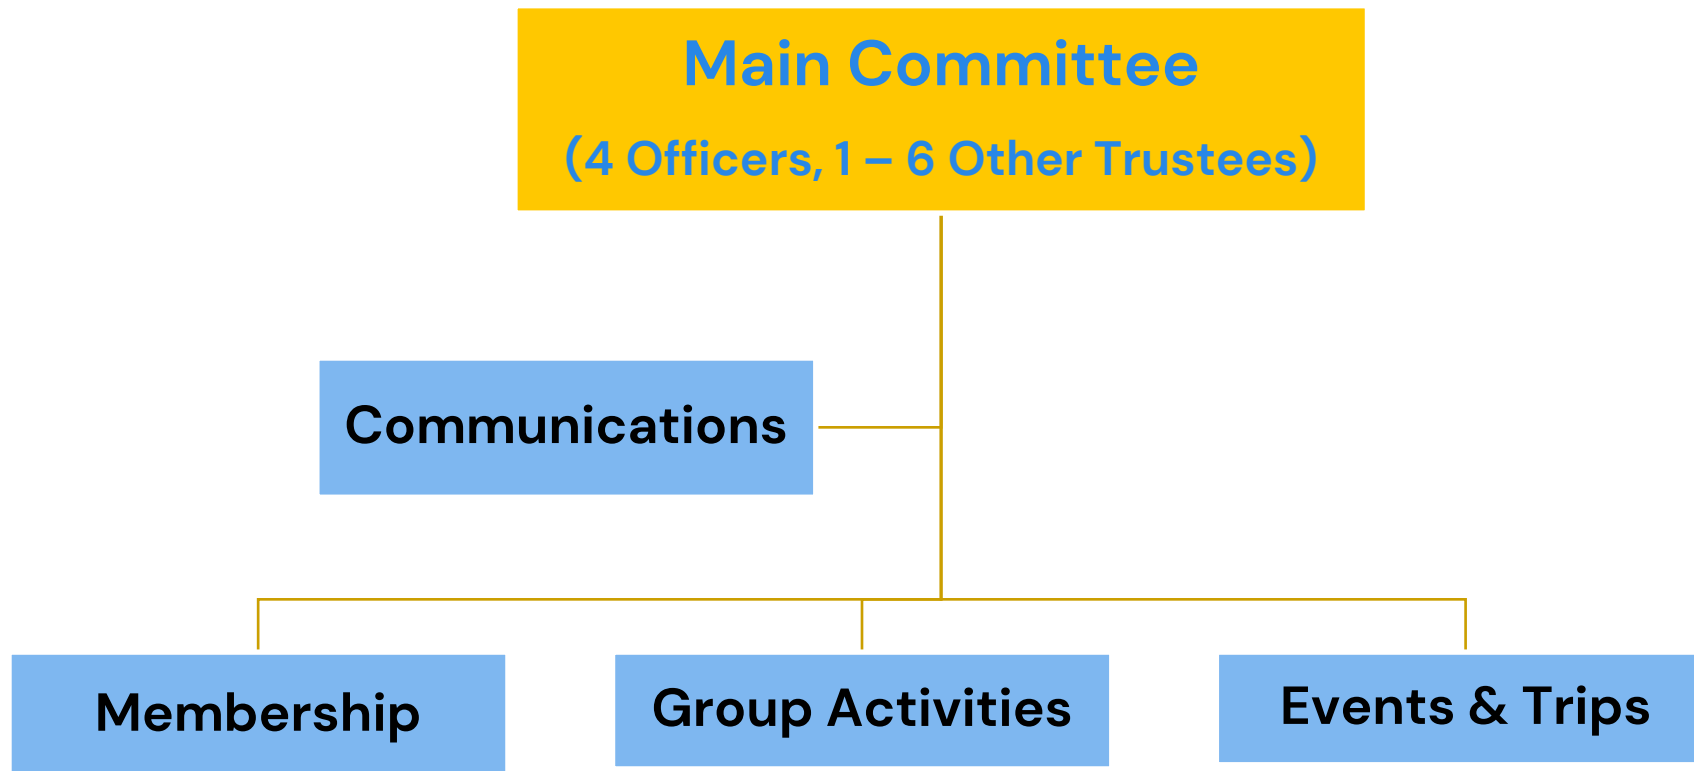 Main Committee
(4 Officers, 1 – 6 Other Trustees)
Communications
Membership
Group Activities
Events & Trips